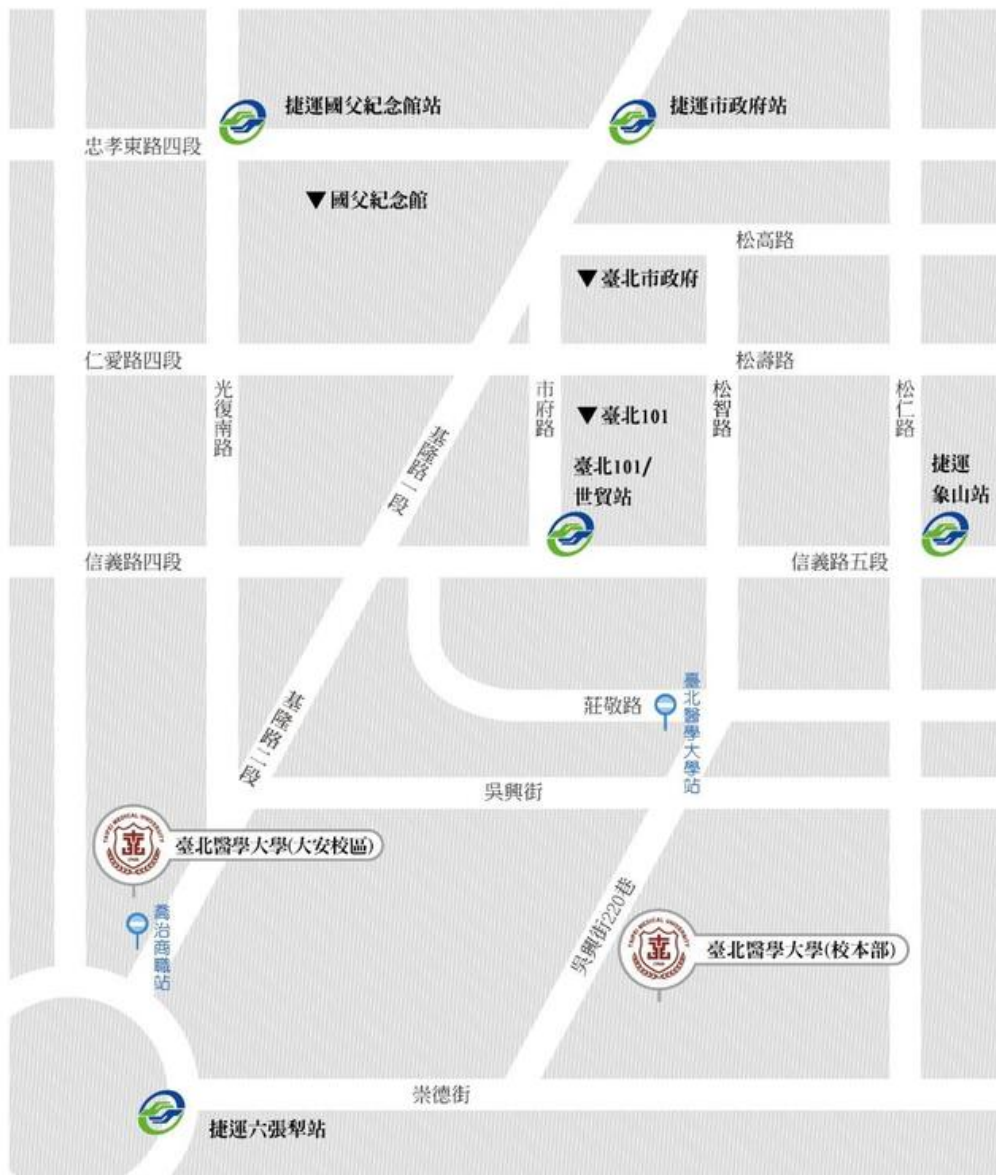 捷運國父紀念館站
捷運市政府站
忠孝東路四段
國父紀念館
松高路
臺北市政府
仁愛路四段
松壽路
光復南路
基隆路一段
市府路
臺北101
松智路
松仁路
臺北101/
世貿站
捷運
象山站
信義路四段
信義路五段
基隆路二段
莊敬路
臺北醫學大學站
吳興街
臺北醫學大學(大安校區)
喬治商職站
吳興街220巷
TAIPEI MEDICAL UNIVERSITY
臺北醫學大學(校本部)
崇德街
捷運六張犁站